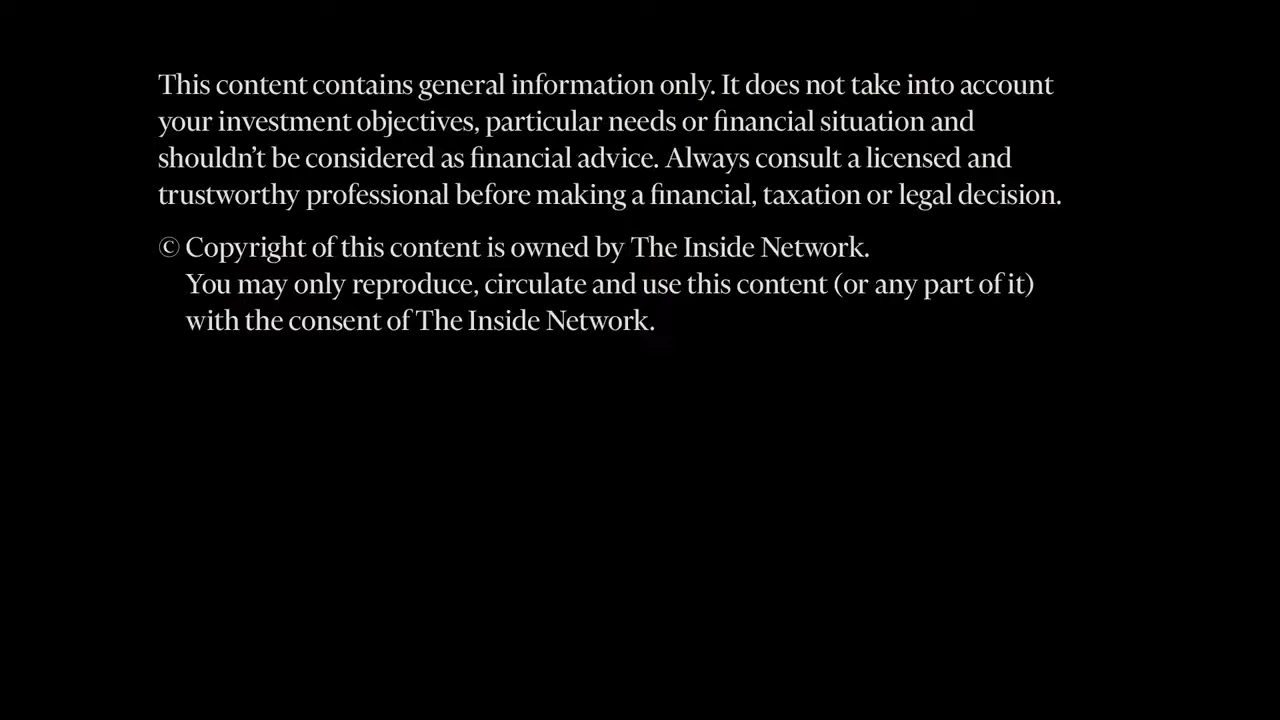 This content contains general information only. It does not take into account
your investment objectives, particular needs or financial situation and
shouldn’t be considered as financial advice. Always consult a licensed and
trustworthy professional before making a financial, taxation or legal decision.
© Copyright of this content is owned by The Inside Network.
You may only reproduce, circulate and use this content (or any part of it)
with the consent of The Inside Network.